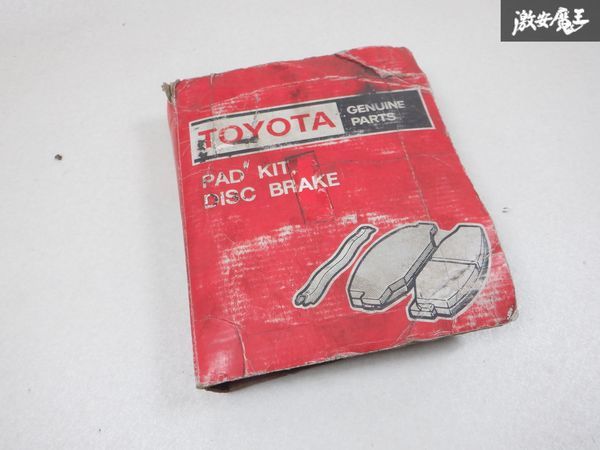 激安魔王
TOYOTA
GENUINE
PARTS
PAD KIT,
DISC BRAKE